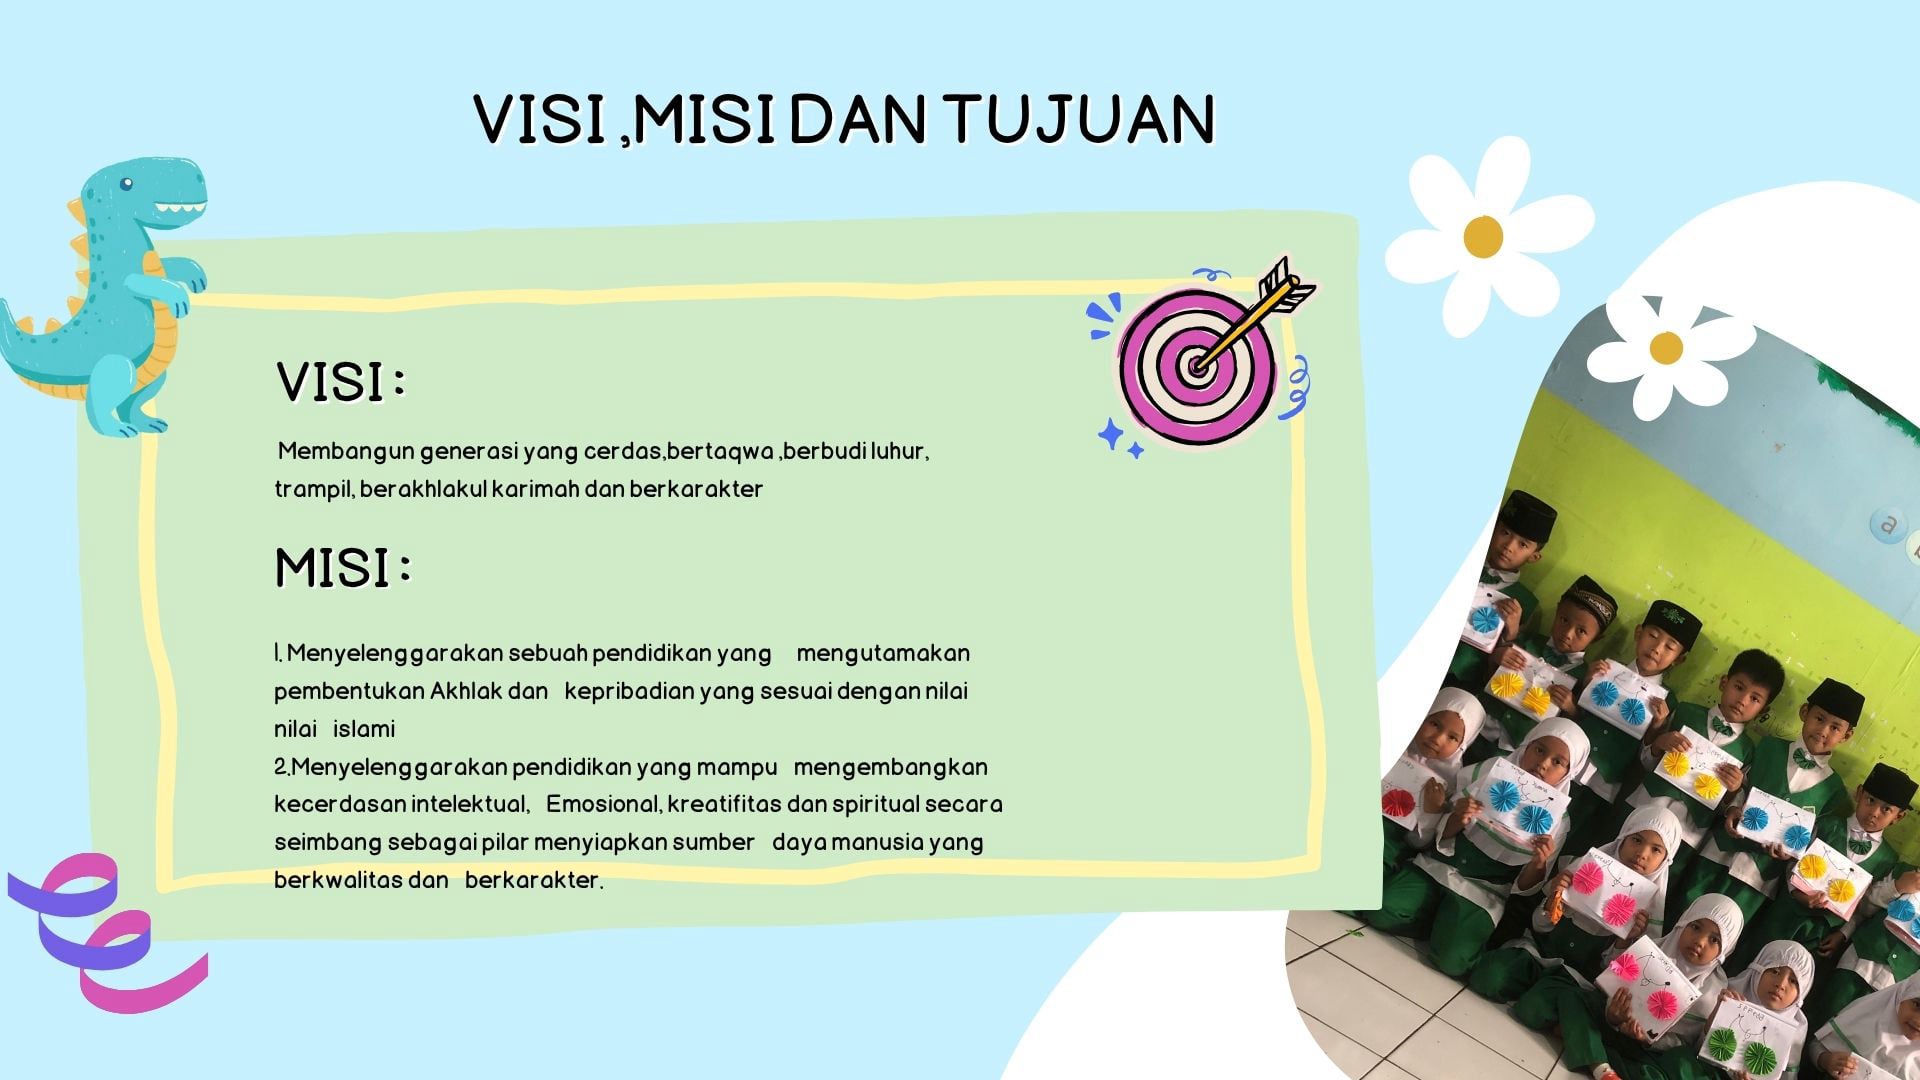 VISI ,MISI DAN TUJUAN
VISI :
Membangun generasi yang cerdas,bertaqwa ,berbudi luhur,
trampil, berakhlakul karimah dan berkarakter
MISI :
1. Menyelenggarakan sebuah pendidikan yang mengutamakan
pembentukan Akhlak dan kepribadian yang sesuai dengan nilai
nilai islami
2.Menyelenggarakan pendidikan yang mampu mengembangkan
kecerdasan intelektual, Emosional, kreatifitas dan spiritual secara
seimbang sebagai pilar menyiapkan sumber daya manusia yang
berkwalitas dan berkarakter.
a